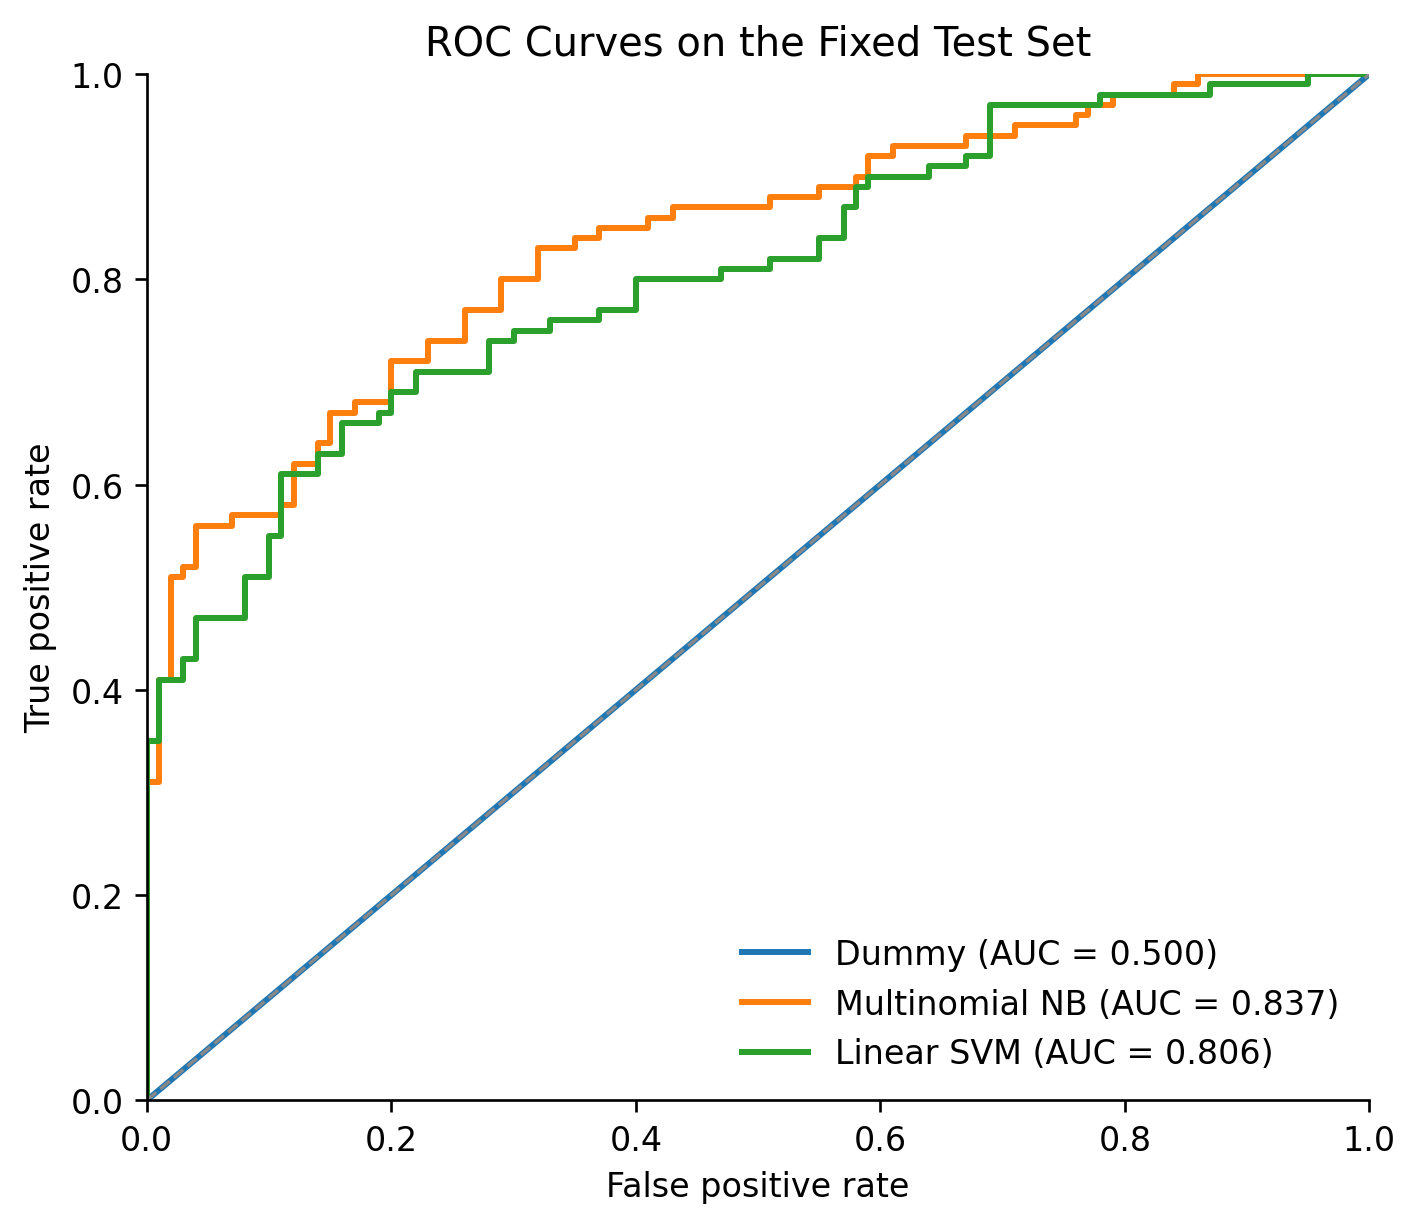 ROC Curves on the Fixed Test Set
1.0
0.8
0.6
0.4
0.2
0.0
True positive rate
Dummy (AUC = 0.500)
Multinomial NB (AUC = 0.837)
Linear SVM (AUC = 0.806)
0.0 0.2 0.4 0.6 0.8 1.0
False positive rate